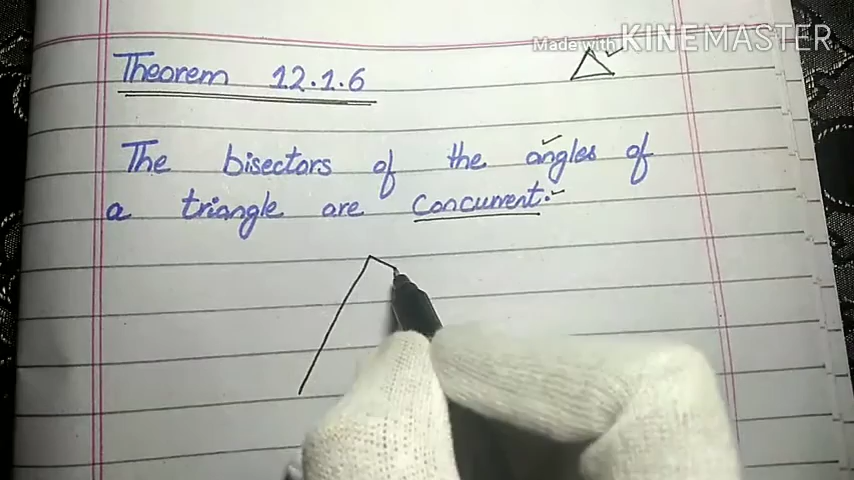 Made with KINEMASTER
Theorem 12.1.6
The bisectors of the angles of
a triangle are concurrent.